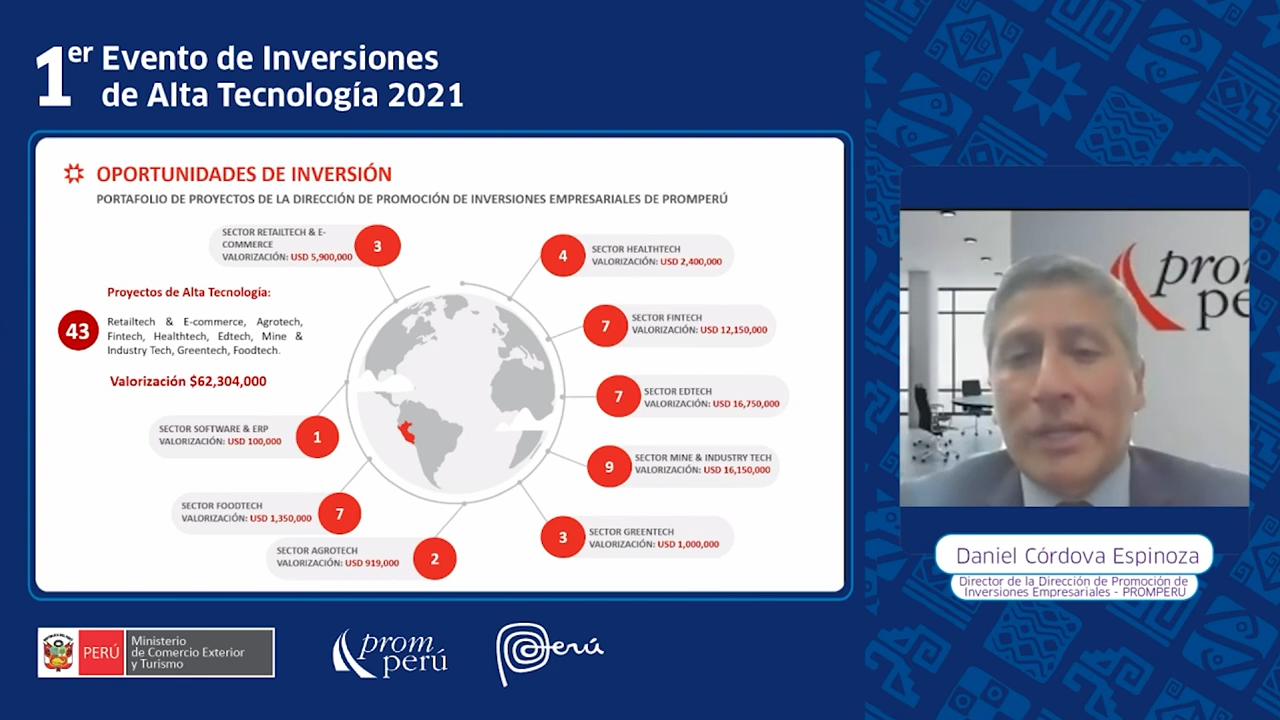 1er Evento de Inversiones
de Alta Tecnología 2021
OPORTUNIDADES DE INVERSIÓN
PORTAFOLIO DE PROYECTOS DE LA DIRECCIÓN DE PROMOCIÓN DE INVERSIONES EMPRESARIALES DE PROMPERÚ
SECTOR RETAILTECH & E-
COMMERCE
VALORIZACIÓN: USD 5,900,000
3
4
SECTOR HEALTHTECH
VALORIZACIÓN: USD 2,400,000
Proyectos de Alta Tecnología:
43
Retailtech & E-commerce, Agrotech,
Fintech, Healthtech, Edtech, Mine &
Industry Tech, Greentech, Foodtech.
Valorización $62,304,000
7
SECTOR FINTECH
VALORIZACIÓN: USD 12,150,000
7
SECTOR EDTECH
VALORIZACIÓN: USD 16,750,000
SECTOR SOFTWARE & ERP
VALORIZACIÓN: USD 100,000
1
9
SECTOR MINE & INDUSTRY TECH
VALORIZACIÓN: USD 16,150,000
SECTOR FOODTECH
VALORIZACIÓN: USD 1,350,000
7
3
SECTOR GREENTECH
VALORIZACIÓN: USD 1,000,000
SECTOR AGROTECH
VALORIZACIÓN: USD 919,000
2
prom
pe
Daniel Córdova Espinoza
Director de la Dirección de Promoción de
Inversiones Empresariales - PROMPERÚ
PERÚ
Ministerio
de Comercio Exterior
y Turismo
prom
perú
Perú